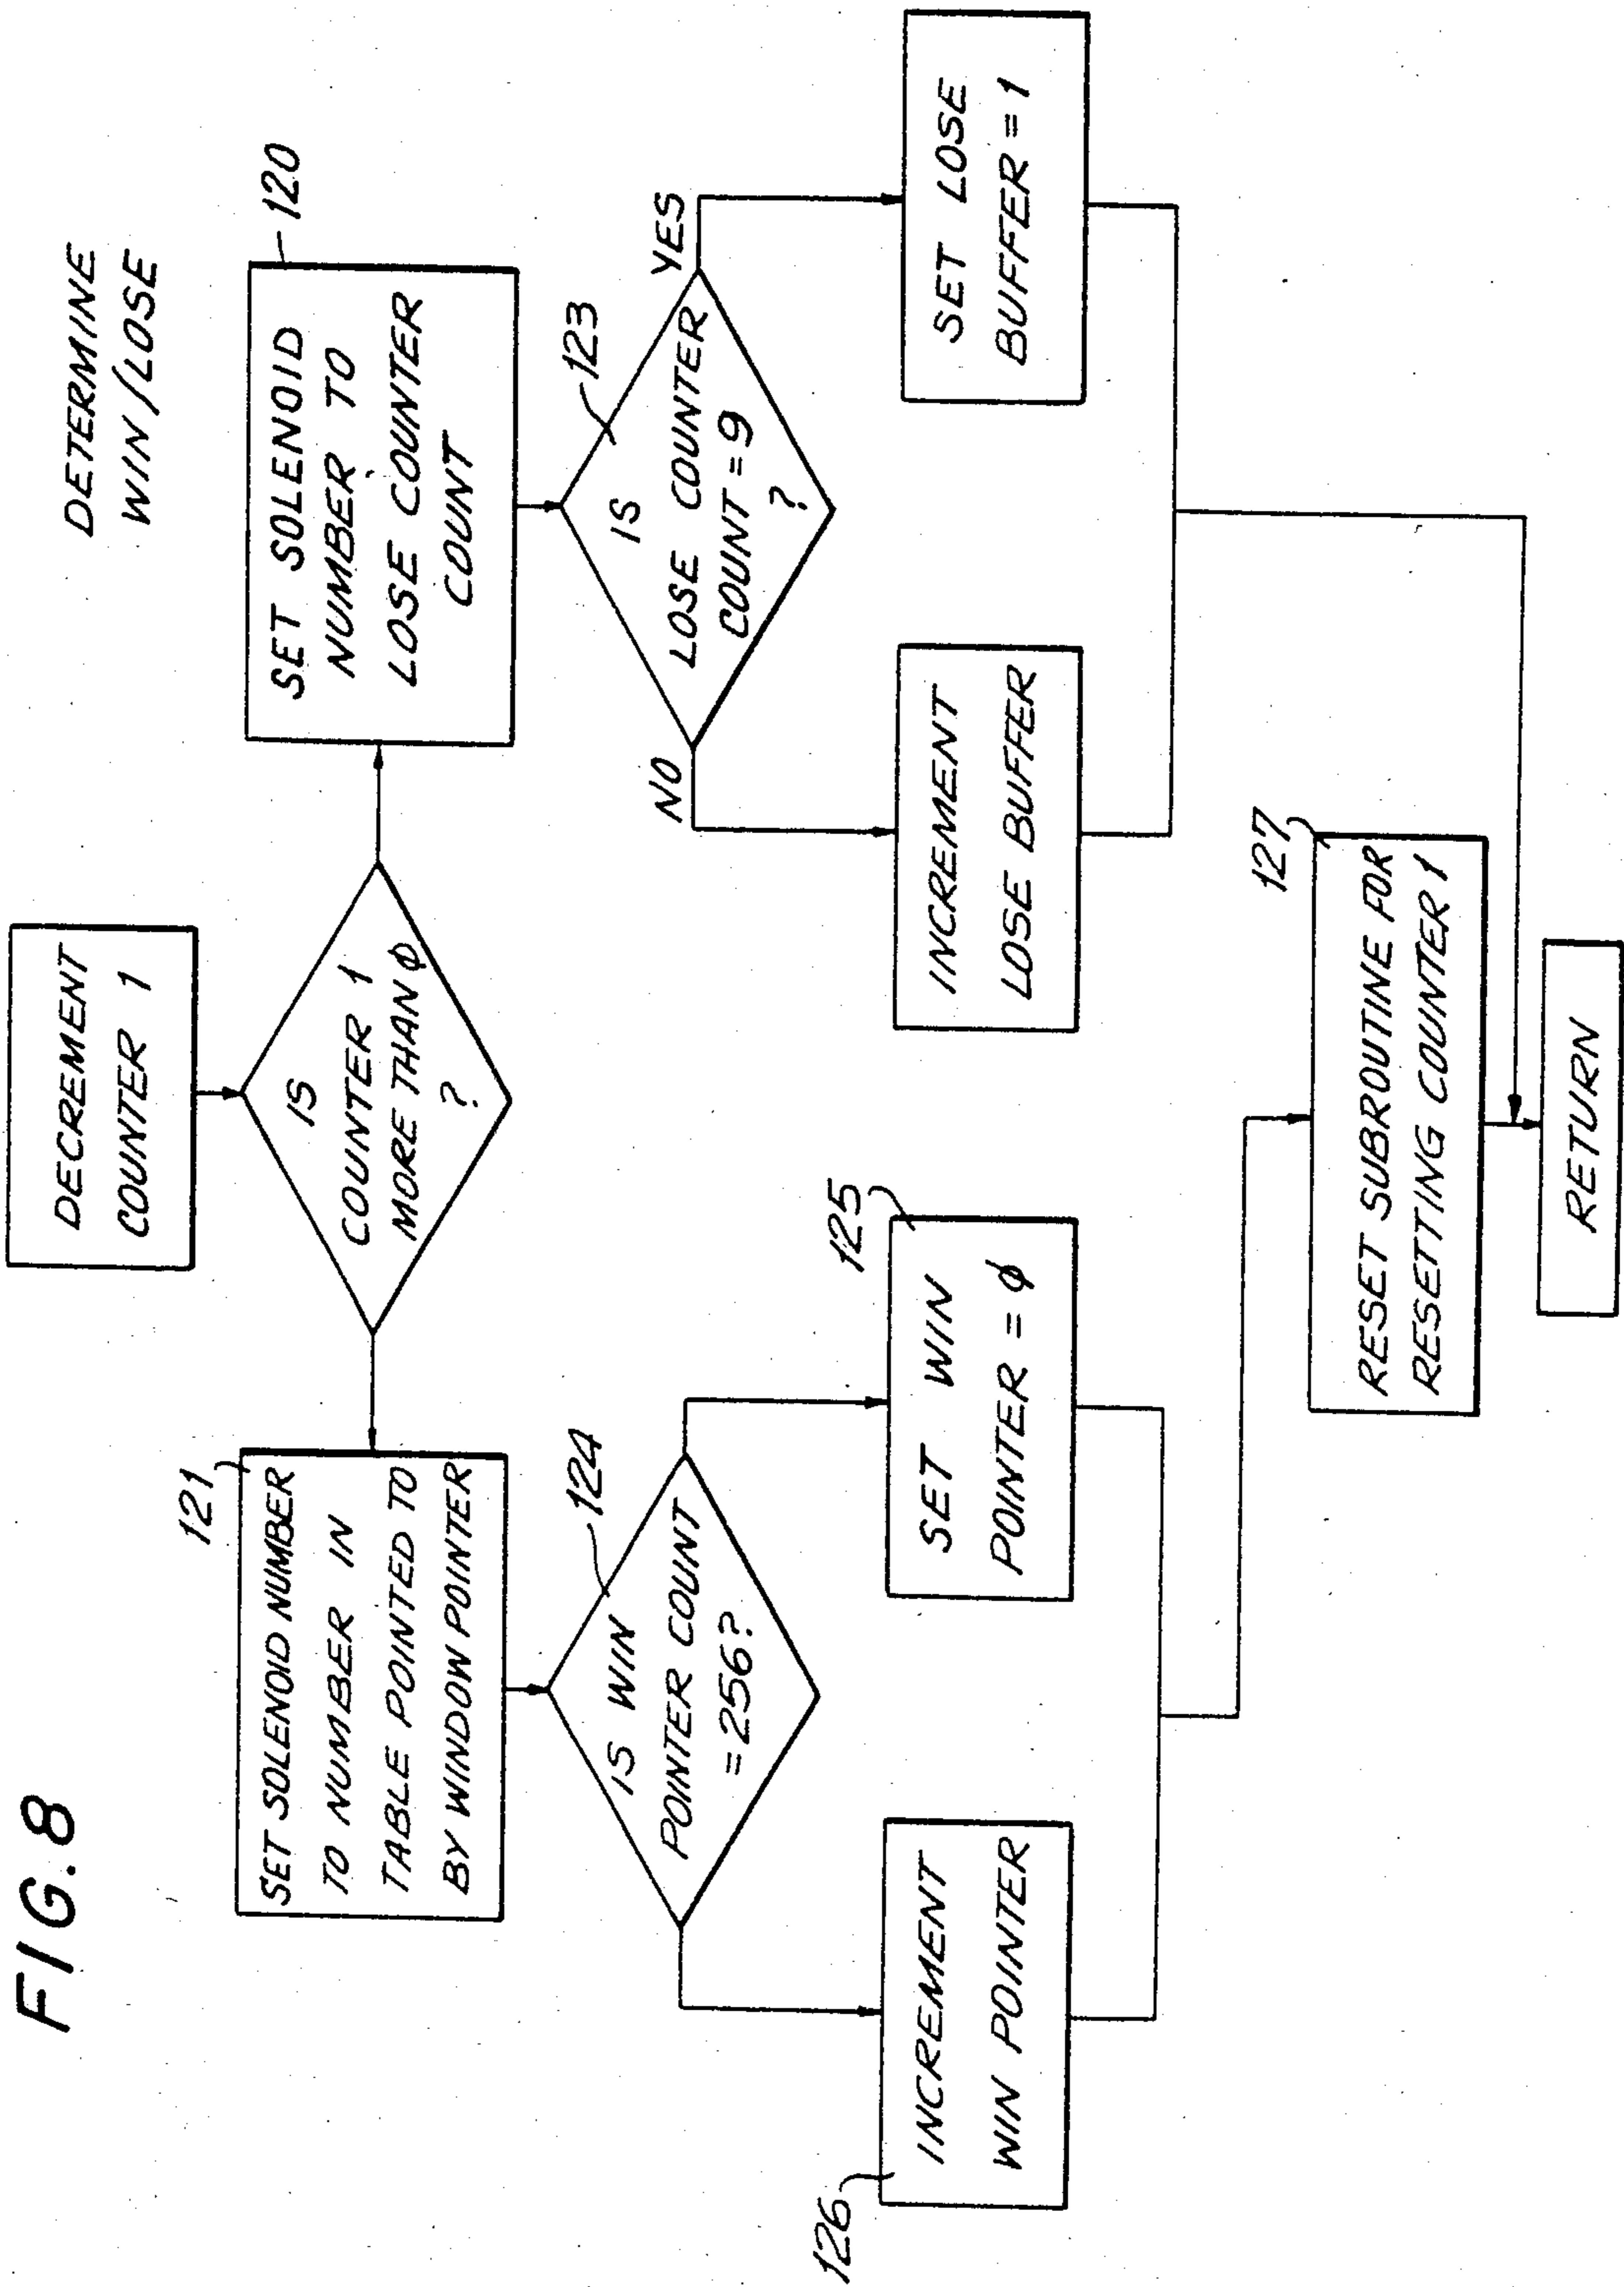 FIG.8
DETERMINE
WIN/LOSE
DECREMENT
COUNTER 1
IS
COUNTER 1
MORE THAN ϕ
?
121
SET SOLENOID NUMBER
TO NUMBER IN
TABLE POINTED TO
BY WINDOW POINTER
120
SET SOLENOID
NUMBER TO
LOSE COUNTER
COUNT
124
IS WIN
POINTER COUNT
=256?
123
IS
LOSE COUNTER
COUNT=9
?
NO
YES
126
INCREMENT
WIN POINTER
125
SET WIN
POINTER = ϕ
INCREMENT
LOSE BUFFER
SET LOSE
BUFFER=1
127
RESET SUBROUTINE FOR
RESETTING COUNTER 1
RETURN